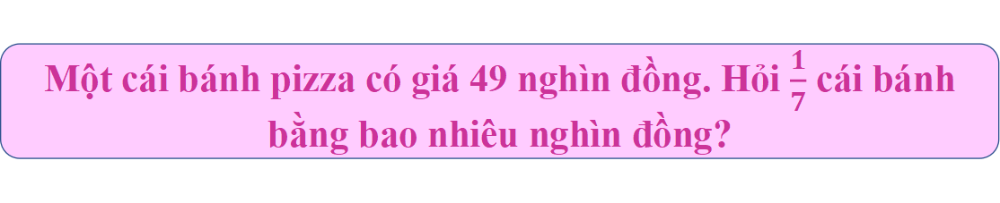 Một cái bánh pizza có giá 49 nghìn đồng. Hỏi 1/7 cái bánh
bằng bao nhiêu nghìn đồng?